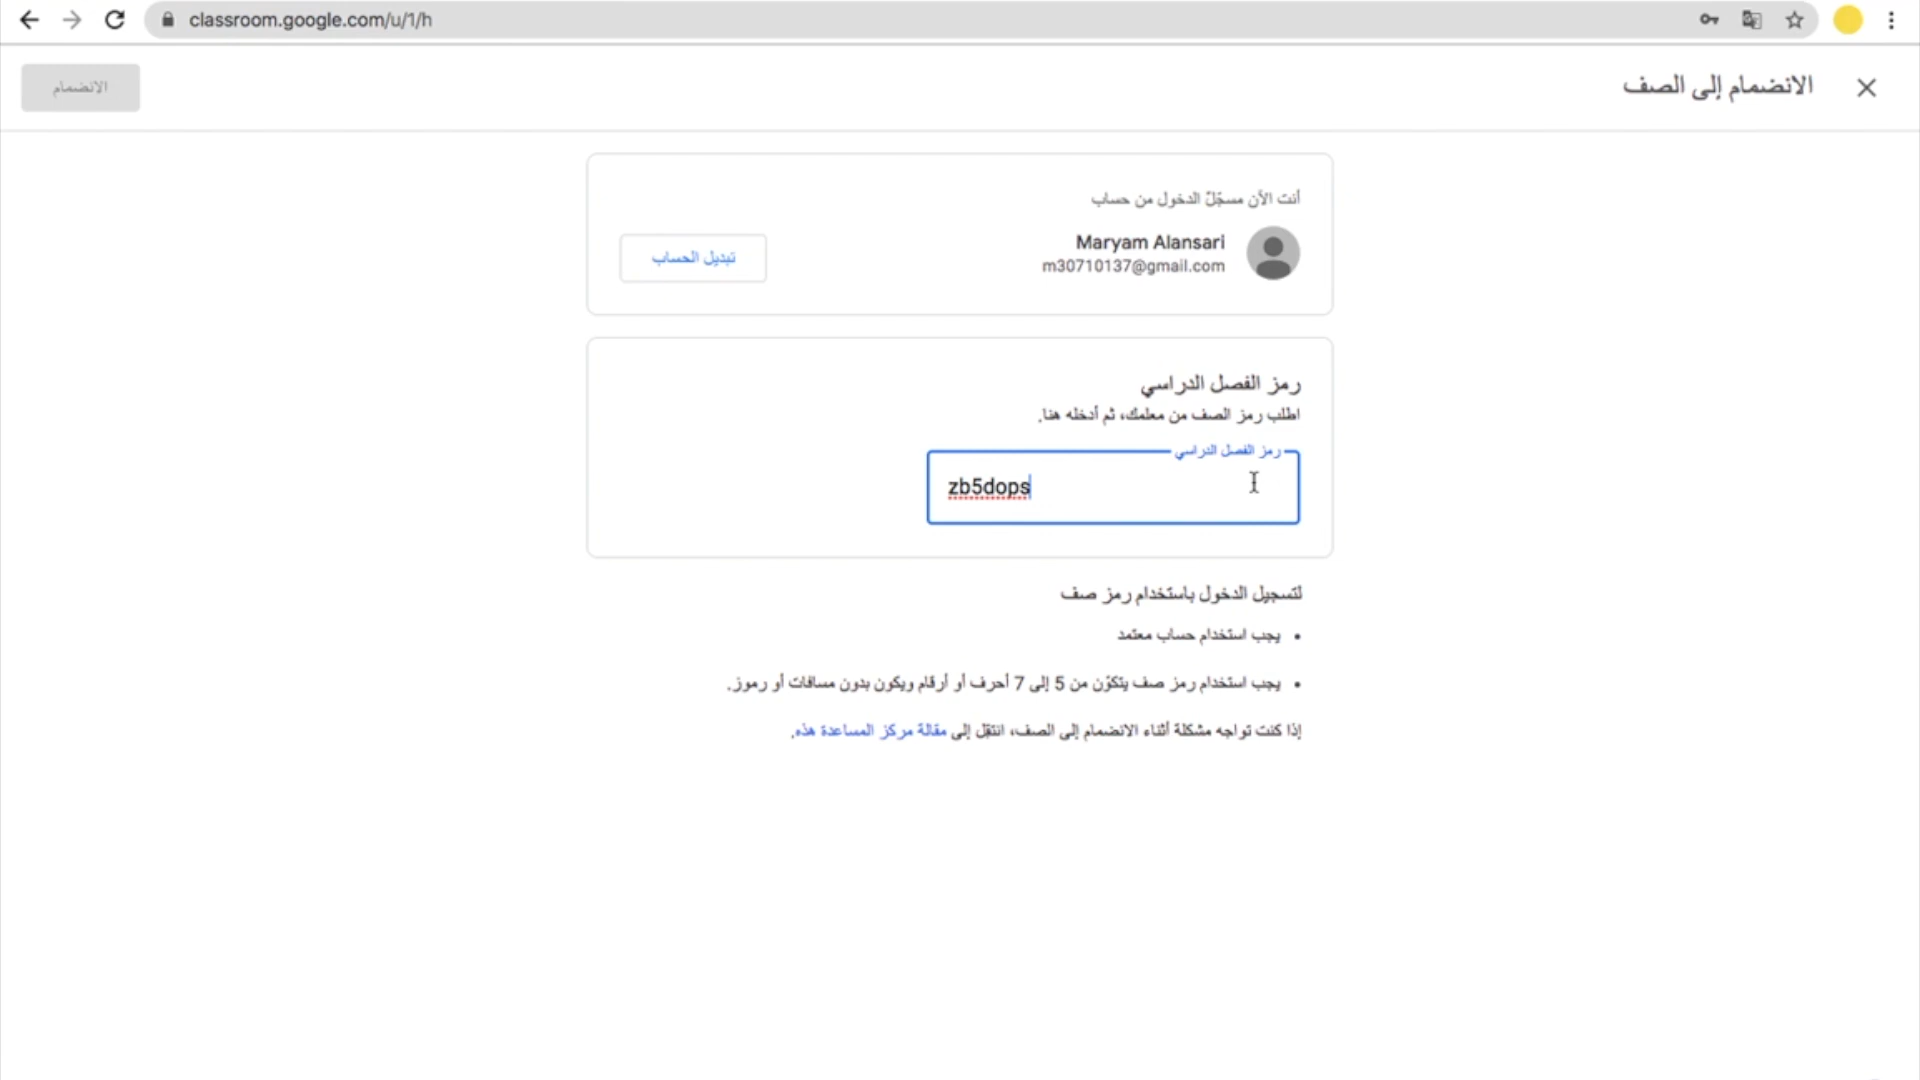 classroom.google.com/u/1/h
الانضمام إلى الصف
الانضمام
أنت الآن مسجّلٌ الدخول من حساب
Maryam Alansari
m30710137@gmail.com
تبديل الحساب
رمز الفصل الدراسي
اطلب رمز الصف من معلمك، ثم أدخله هنا.
رمز الفصل الدراسي
zb5dops
لتسجيل الدخول باستخدام رمز صف
• يجب استخدام حساب معتمد
• يجب استخدام رمز صف يتكوّن من 5 إلى 7 أحرف أو أرقام ويكون بدون مسافات أو رموز.
إذا كنت تواجه مشكلة أثناء الانضمام إلى الصف، انتقِل إلى مقالة مركز المساعدة هذه.